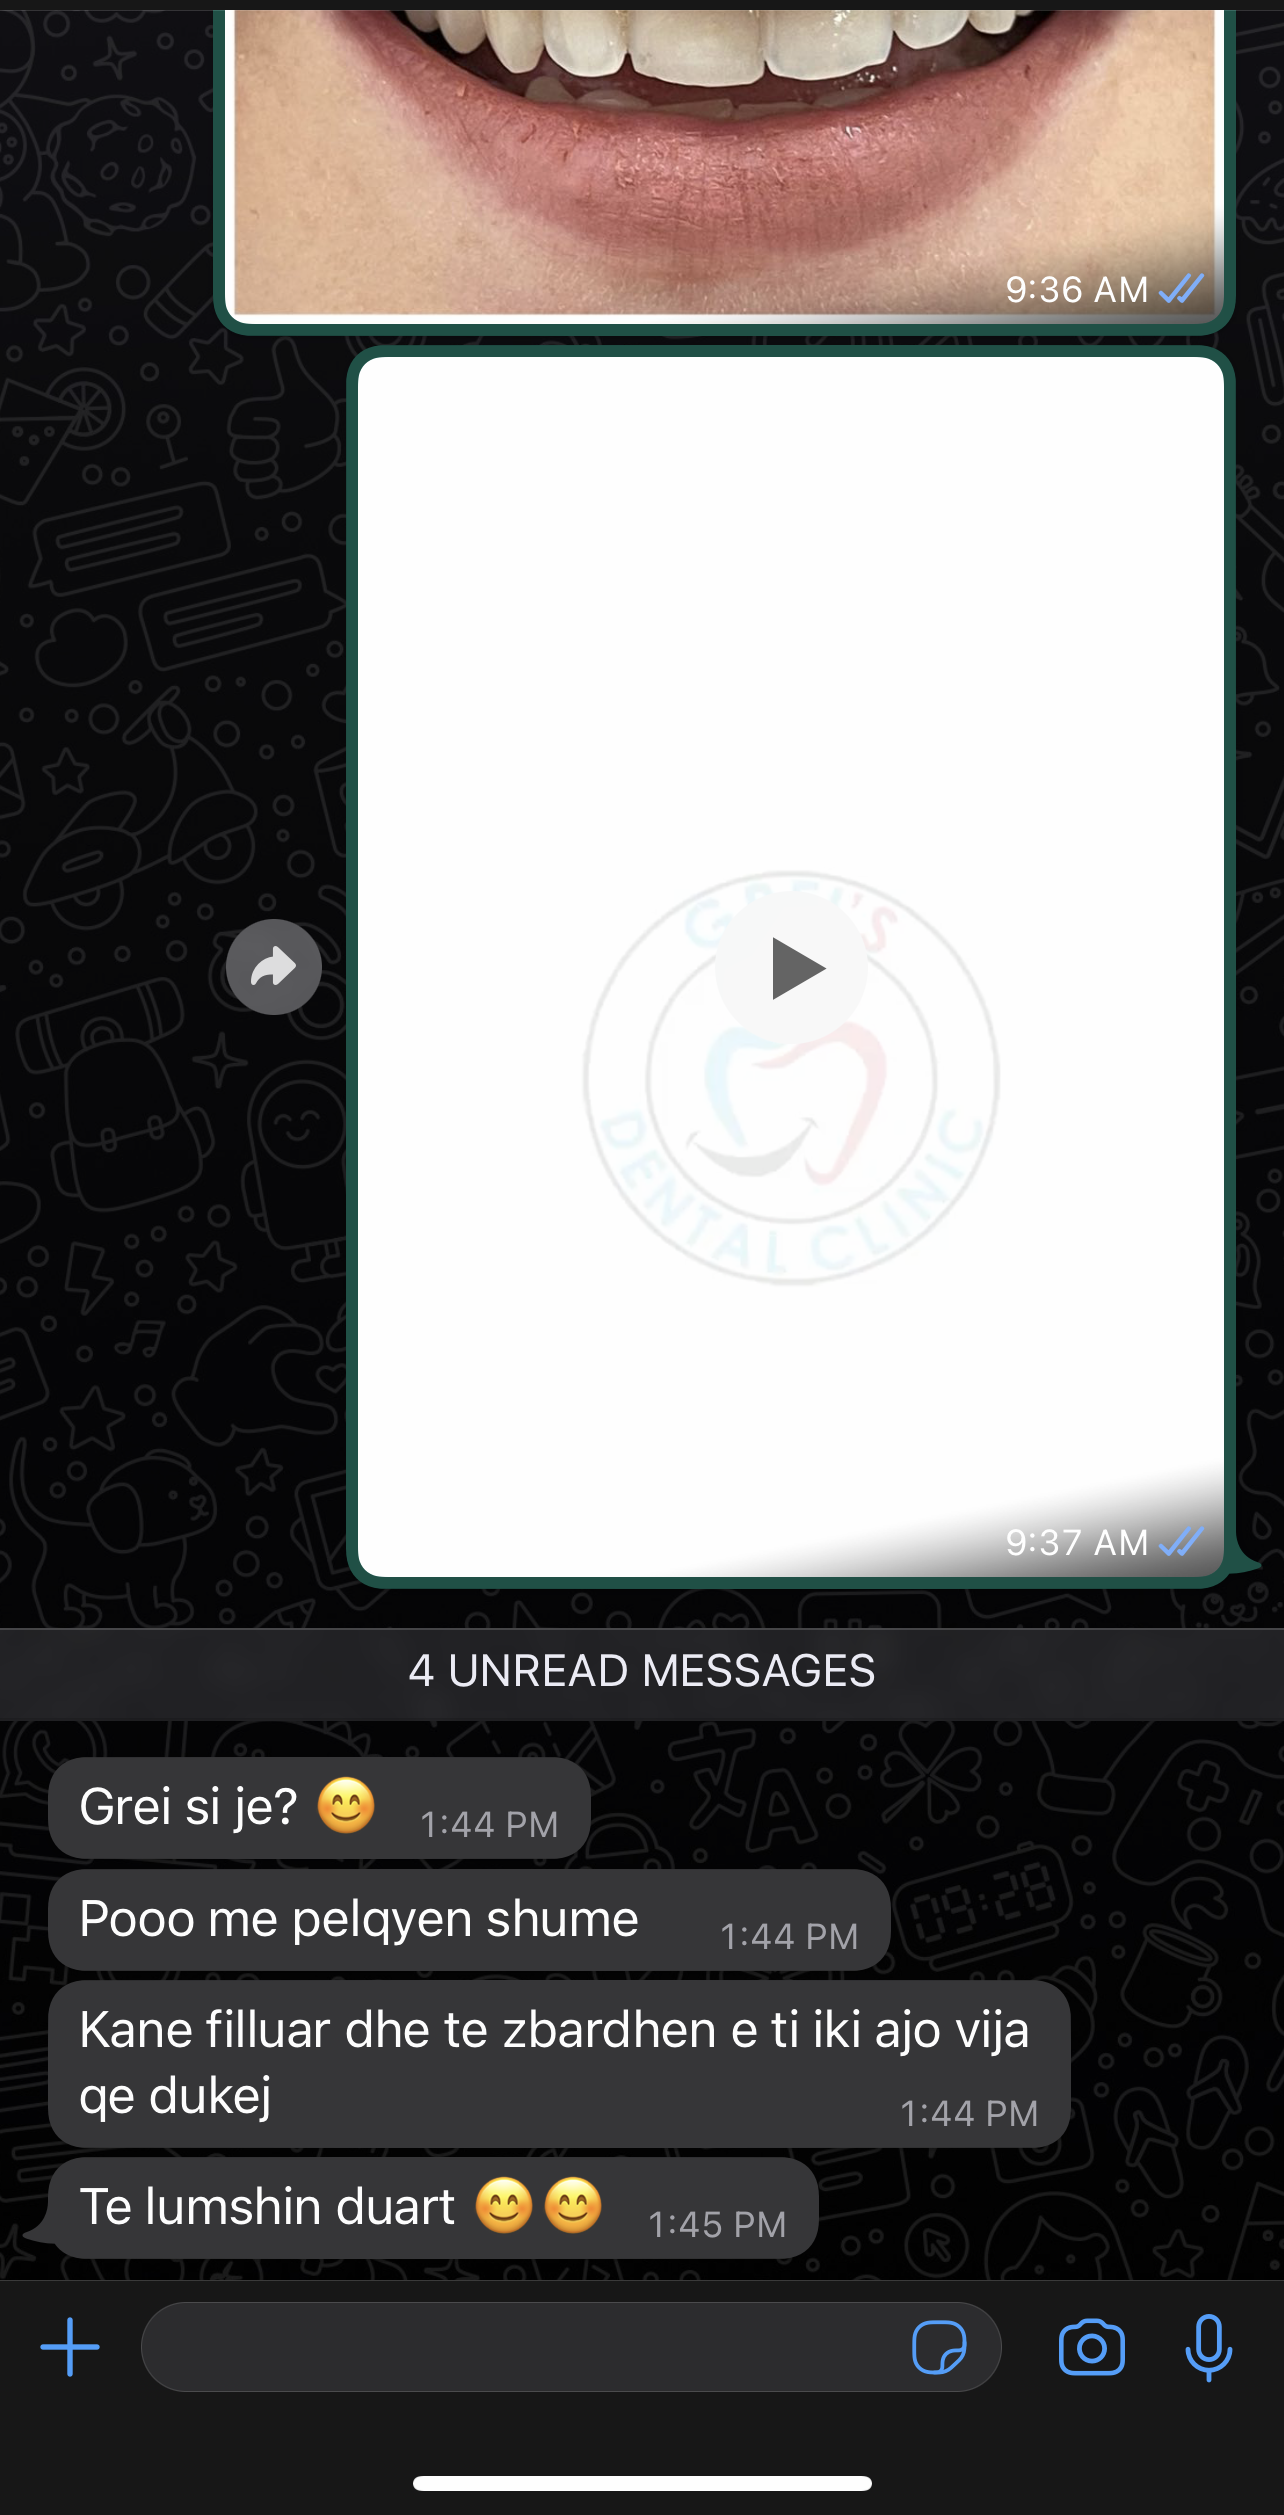 9:36 AM
GREI'S
DENTAL CLINIC
9:37 AM
4 UNREAD MESSAGES
Grei si je? 😊 1:44 PM
Pooo me pelqyen shume 1:44 PM
09:28
Kane filluar dhe te zbardhen e ti iki ajo vija
qe dukej 1:44 PM
Te lumshin duart 😊😊 1:45 PM